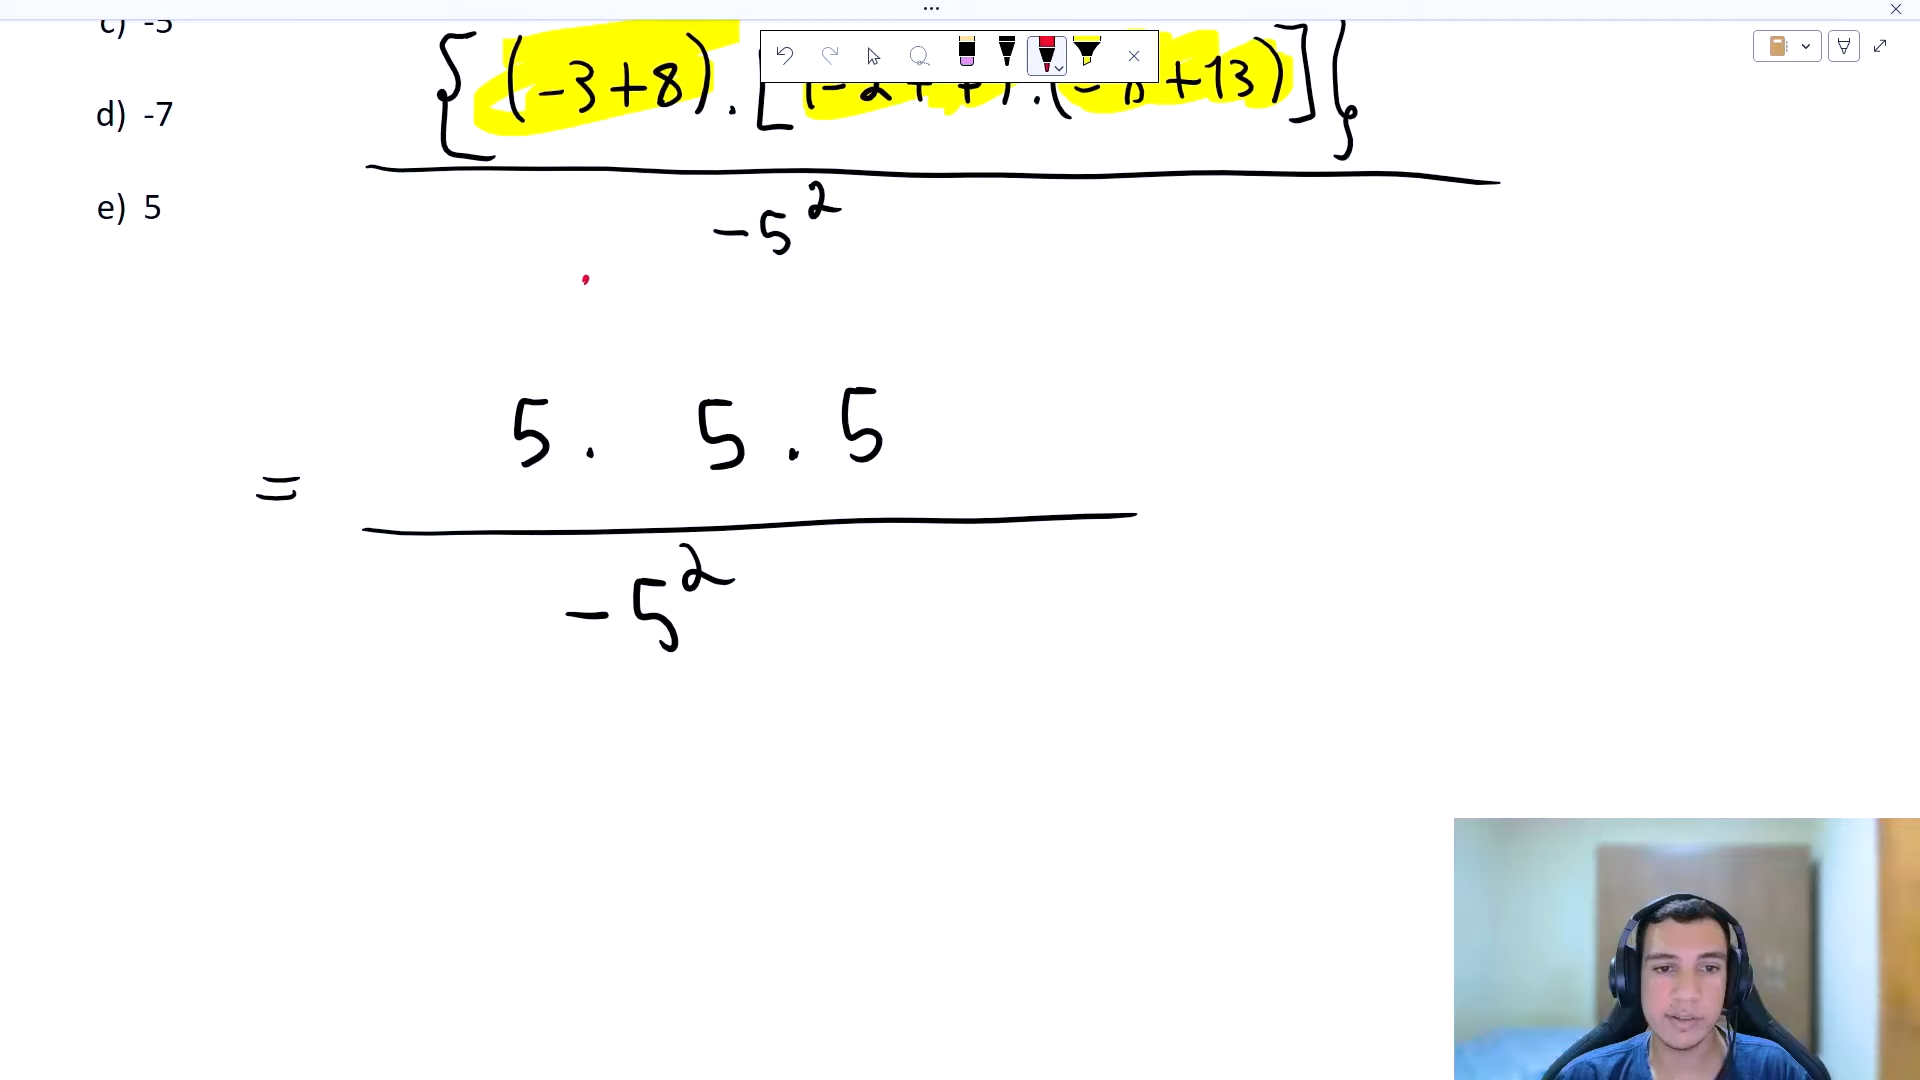 c) -5
{(-3+8).[(-2+7).(-8+13)]}
d) -7
-5²
e) 5
5. 5 . 5
=
-5²